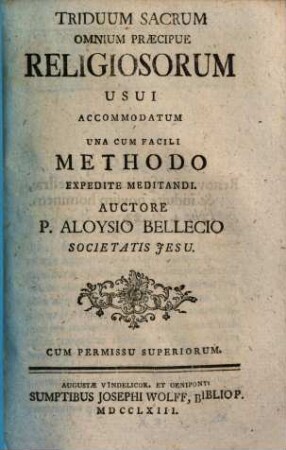 TRIDUUM SACRUM
OMNIUM PRÆCIPUE
RELIGIOSORUM
USUI
ACCOMMODATUM
UNA CUM FACILI
METHODO
EXPEDITE MEDITANDI.
AUCTORE
P. ALOYSIO BELLECIO
SOCIETATIS JESU.
CUM PERMISSU SUPERIORUM.
AUGUSTÆ VINDELICOR. ET OENIPONTI
SUMPTIBUS JOSEPHI WOLFF, BIBLIOP.
MDCCLXIII.